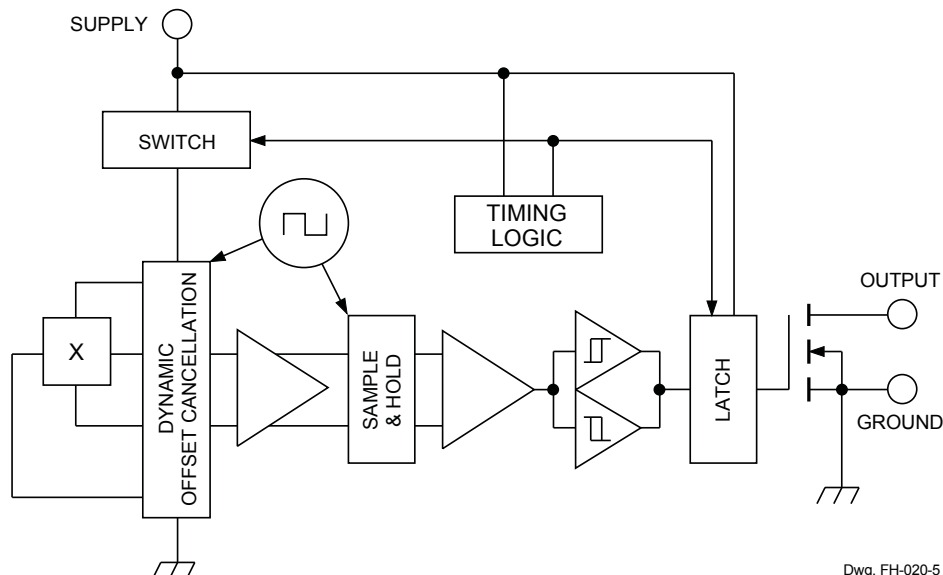 SUPPLY
SWITCH
TIMING
LOGIC
DYNAMIC
OFFSET CANCELLATION
X
SAMPLE
& HOLD
LATCH
OUTPUT
GROUND
Dwg. FH-020-5